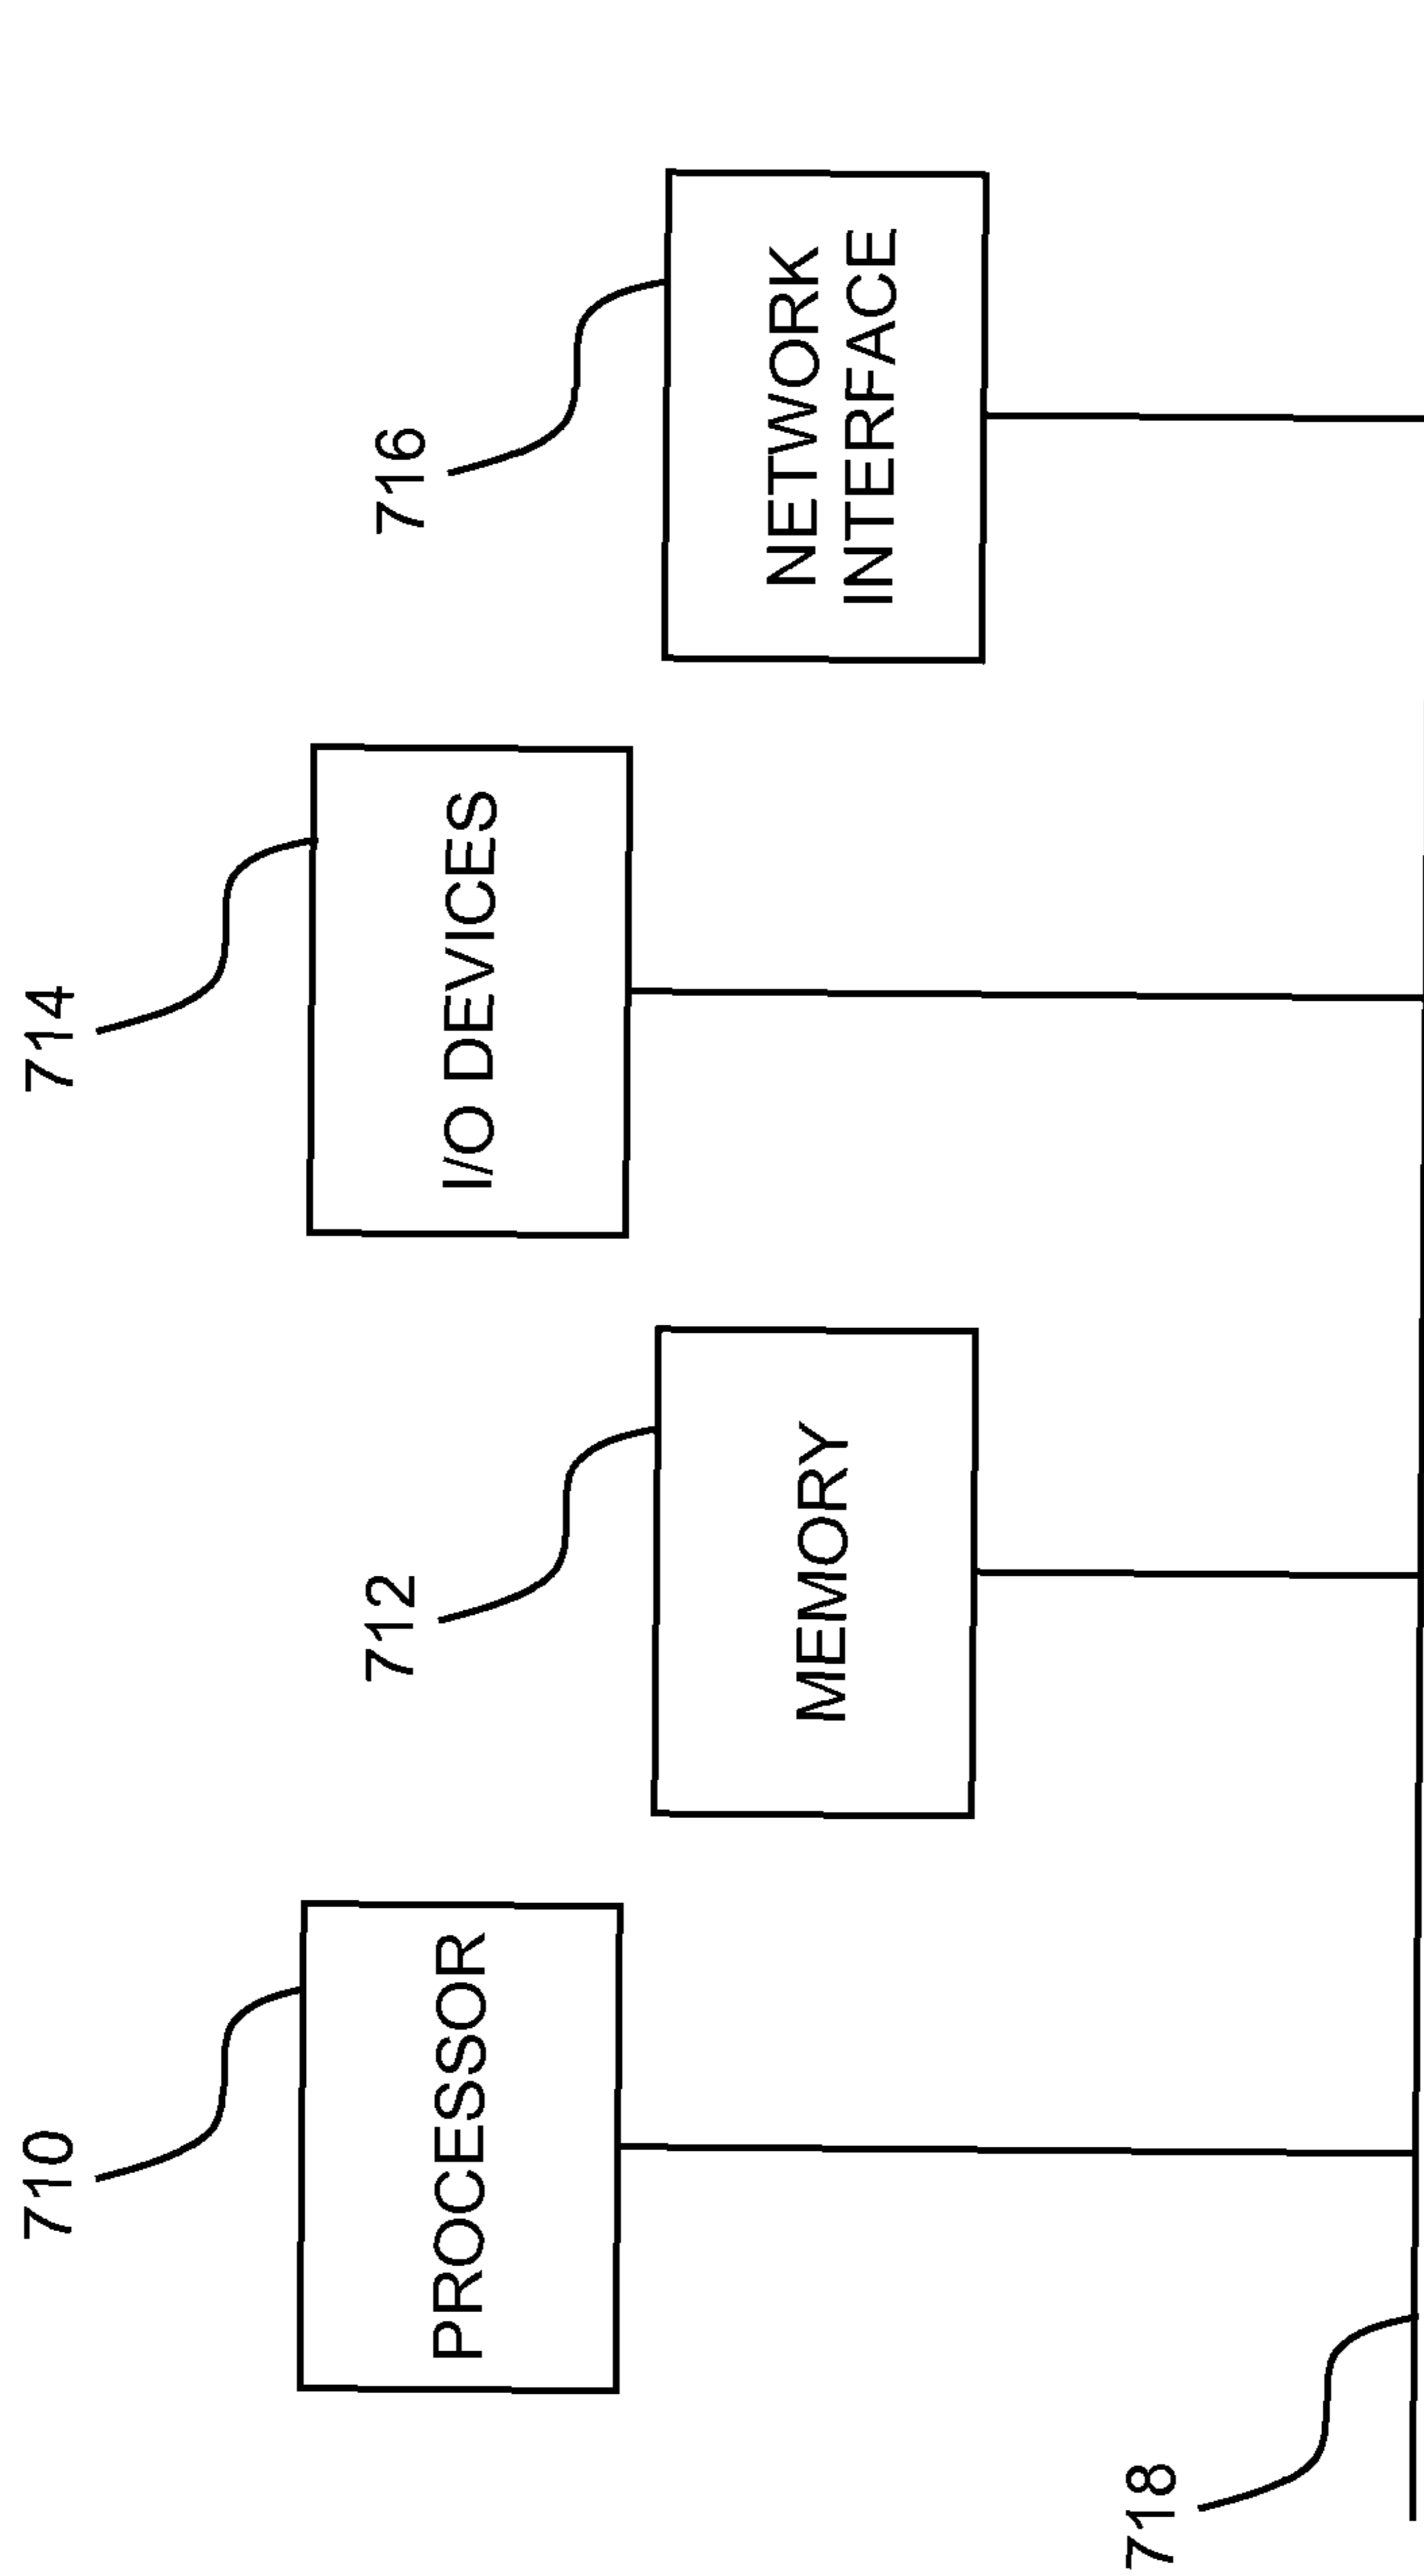 710
PROCESSOR
712
MEMORY
714
I/O DEVICES
716
NETWORK
INTERFACE
718